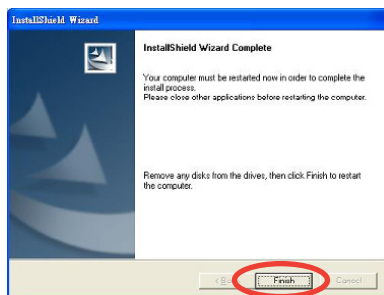 InstallShield Wizard
InstallShield Wizard Complete
Your computer must be restarted now in order to complete the
install process.
Please close other applications before restarting the computer.
Remove any disks from the drives, then click Finish to restart
the computer.
Finish
Cancel